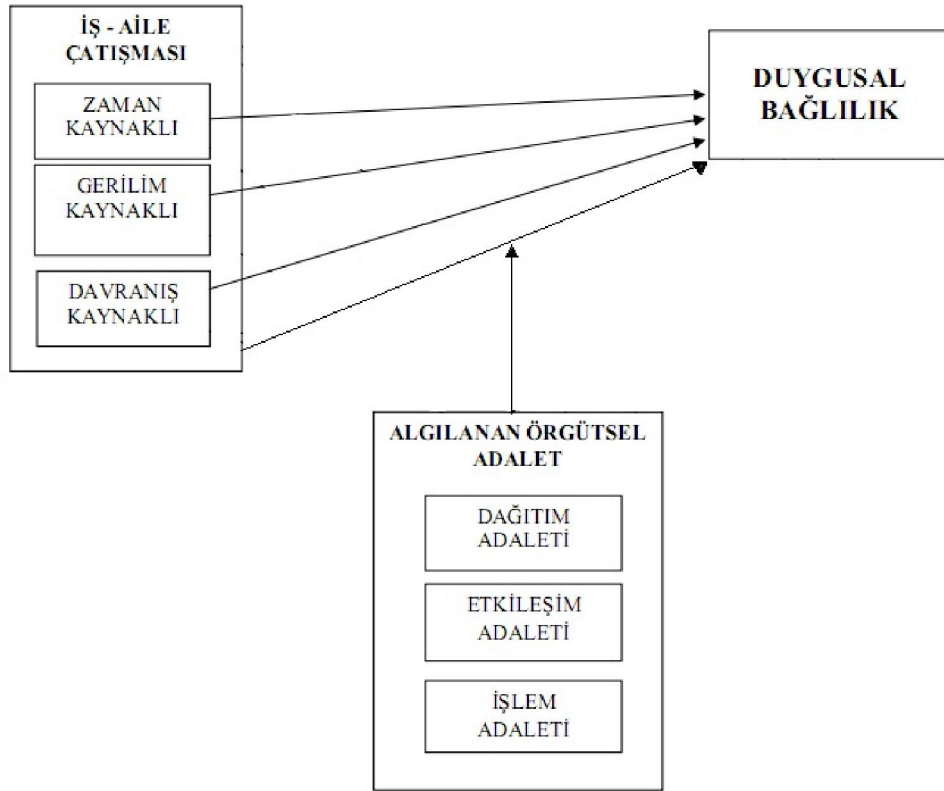 İŞ - AİLE
ÇATIŞMASI
ZAMAN
KAYNAKLI
GERİLİM
KAYNAKLI
DAVRANIŞ
KAYNAKLI
DUYGUSAL
BAĞLILIK
ALGILANAN ÖRGÜTSEL
ADALET
DAĞITIM
ADALETİ
ETKİLEŞİM
ADALETİ
İŞLEM
ADALETİ